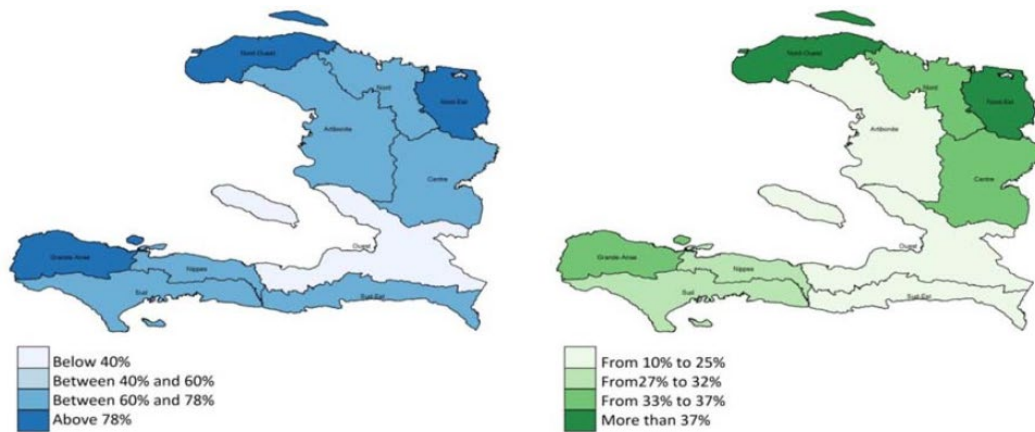 Nord-Ouest
Nord
Nord-Est
Artibonite
Centre
Ouest
Grande-Anse
Nippes
Sud
Sud-Est
Below 40%
Between 40% and 60%
Between 60% and 78%
Above 78%
Nord-Ouest
Nord
Nord-Est
Artibonite
Centre
Ouest
Grande-Anse
Nippes
Sud
Sud-Est
From 10% to 25%
From27% to 32%
From 33% to 37%
More than 37%